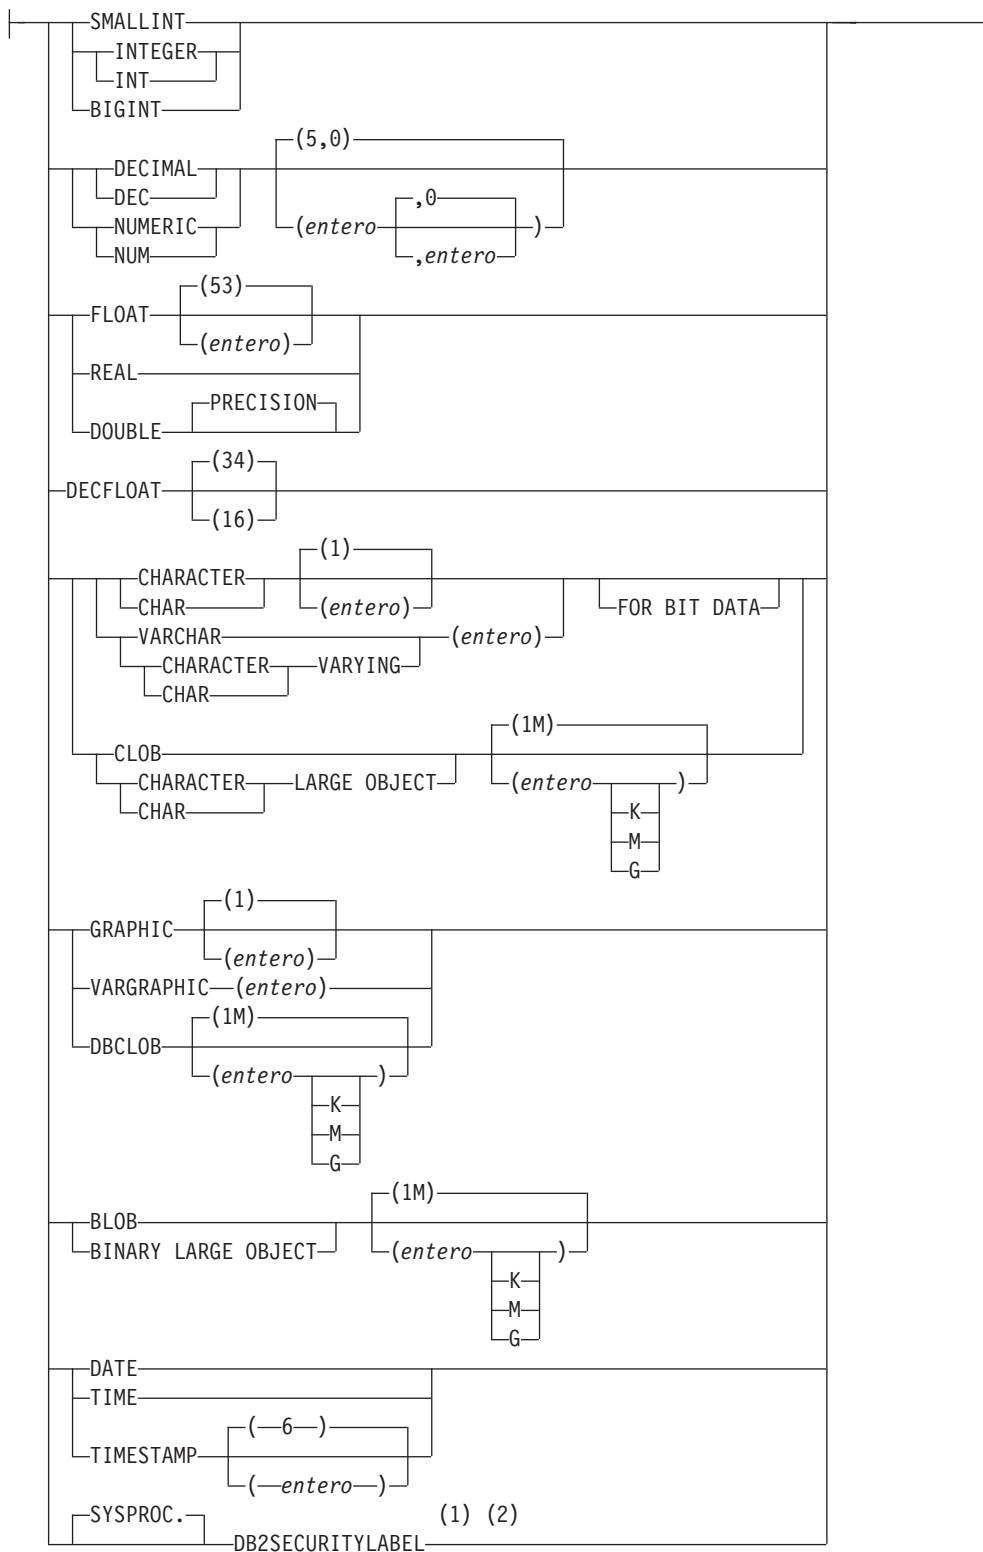 SMALLINT
INTEGER
INT
BIGINT
(5,0)
DECIMAL
DEC
,0
NUMERIC
(entero )
NUM
,entero
(53)
FLOAT
(entero)
REAL
PRECISION
DOUBLE
(34)
DECFLOAT
(16)
(1)
CHARACTER
CHAR
(entero)
FOR BIT DATA
VARCHAR
(entero)
CHARACTER
VARYING
CHAR
(1M)
CLOB
CHARACTER
LARGE OBJECT
(entero )
CHAR
K
M
G
(1)
GRAPHIC
(entero)
VARGRAPHIC (entero)
(1M)
DBCLOB
(entero )
K
M
G
(1M)
BLOB
BINARY LARGE OBJECT
(entero )
K
M
G
DATE
TIME
( 6 )
TIMESTAMP
( entero )
SYSPROC.
(1) (2)
DB2SECURITYLABEL